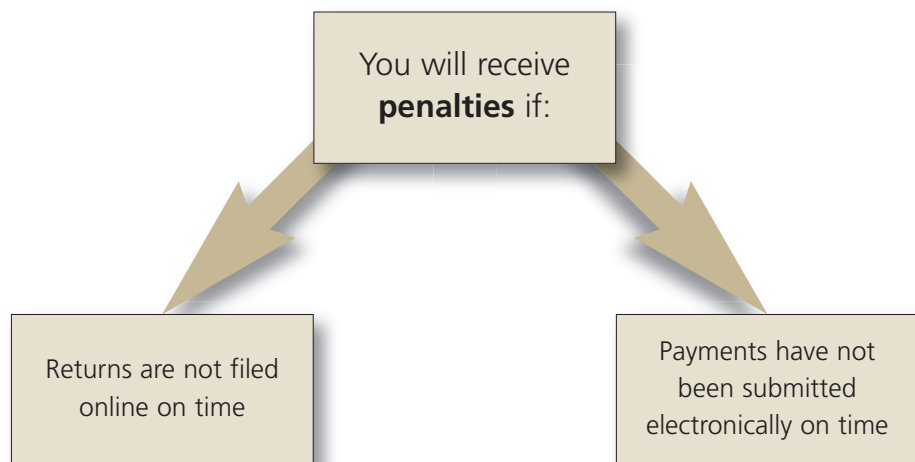 You will receive
penalties if:
Returns are not filed
online on time
Payments have not
been submitted
electronically on time